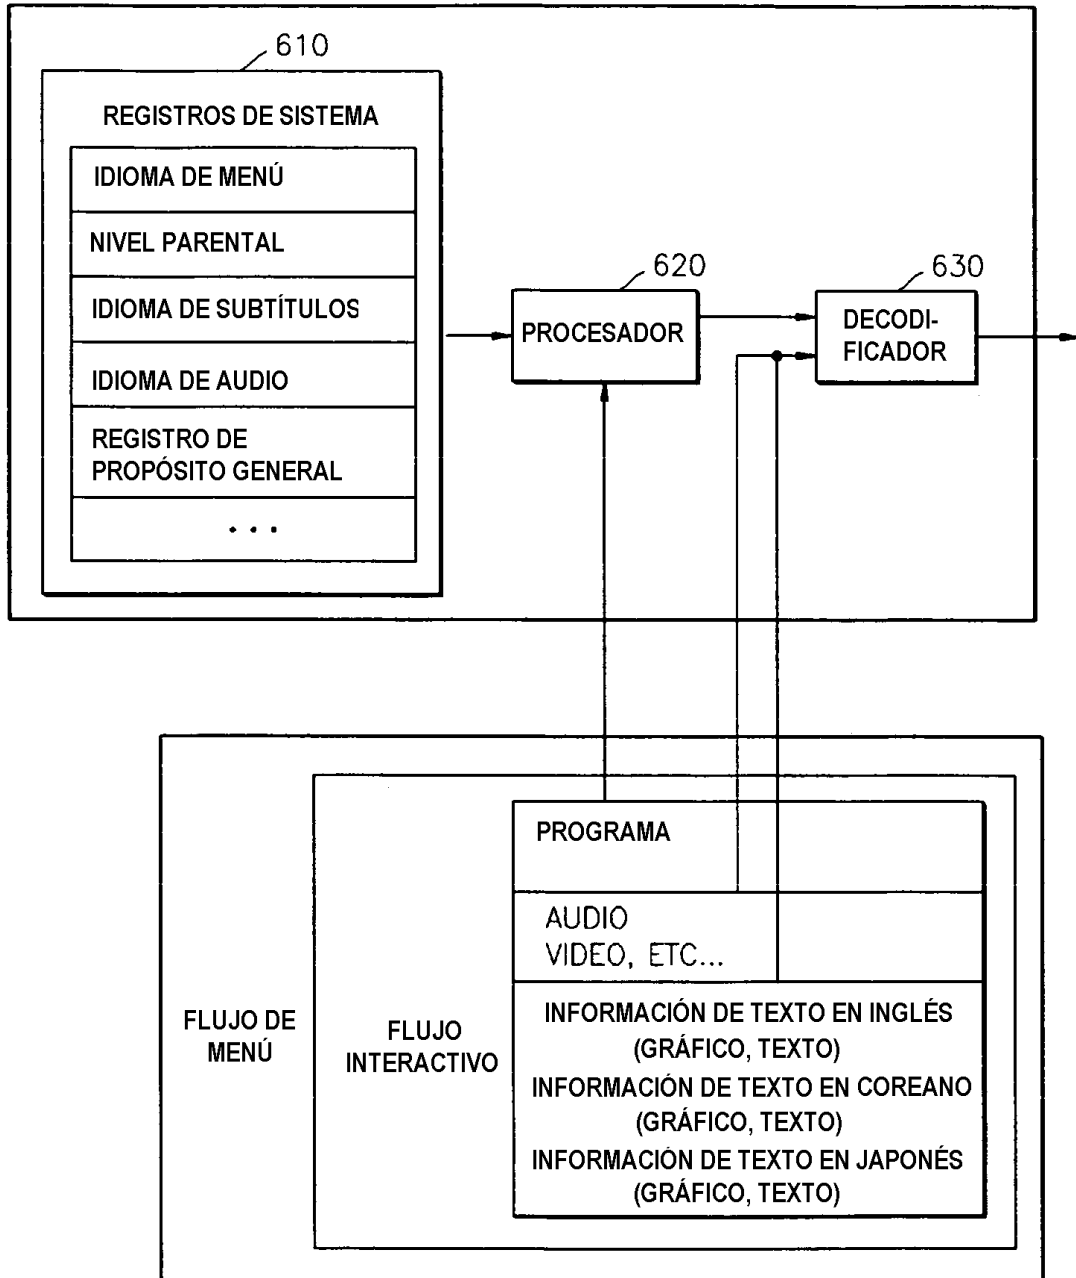 610
REGISTROS DE SISTEMA
IDIOMA DE MENÚ
NIVEL PARENTAL
IDIOMA DE SUBTÍTULOS
IDIOMA DE AUDIO
REGISTRO DE
PROPÓSITO GENERAL
...
620
PROCESADOR
630
DECODI-
FICADOR
PROGRAMA
AUDIO
VIDEO, ETC...
FLUJO DE
MENÚ
FLUJO
INTERACTIVO
INFORMACIÓN DE TEXTO EN INGLÉS
(GRÁFICO, TEXTO)
INFORMACIÓN DE TEXTO EN COREANO
(GRÁFICO, TEXTO)
INFORMACIÓN DE TEXTO EN JAPONÉS
(GRÁFICO, TEXTO)